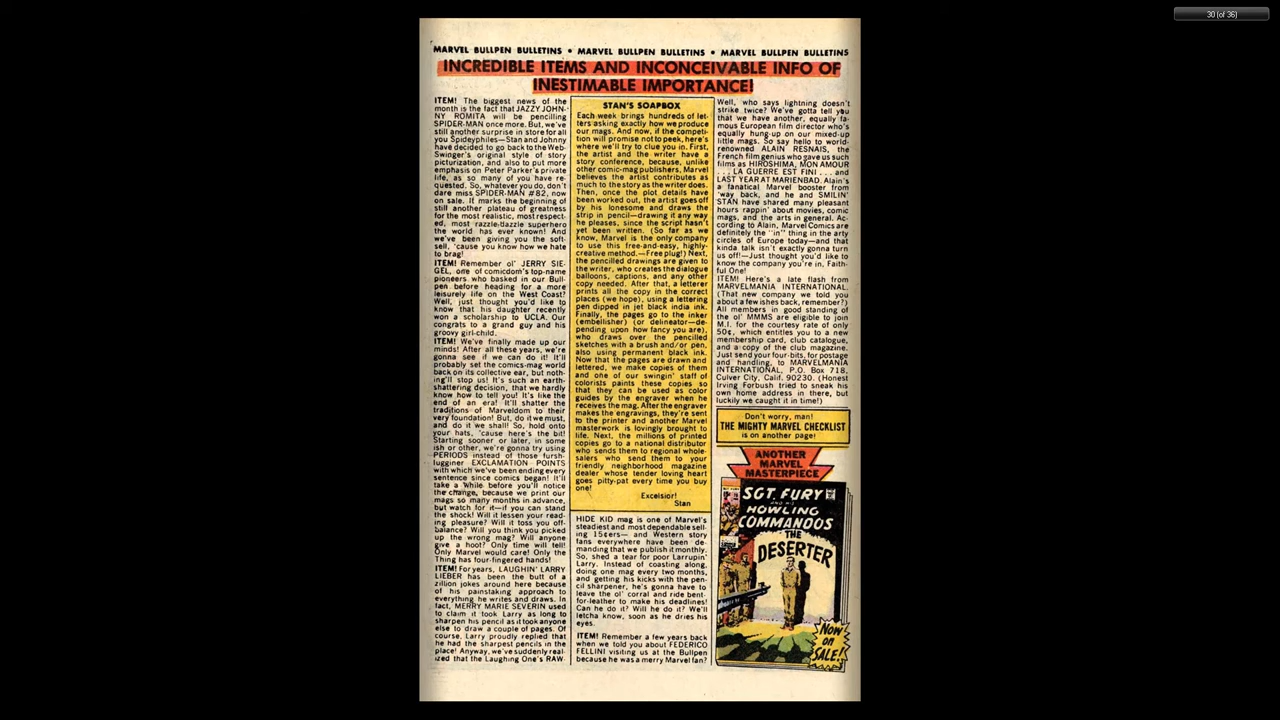 30 (of 36)
MARVEL BULLPEN BULLETINS • MARVEL BULLPEN BULLETINS • MARVEL BULLPEN BULLETINS
INCREDIBLE ITEMS AND INCONCEIVABLE INFO OF
INESTIMABLE IMPORTANCE!
ITEM! The biggest news of the
month is the fact that JAZZY JOHN-
NY ROMITA will be pencilling
SPIDER-MAN once more. But, we've
still another surprise in store for all
you Spideyphiles—Stan and Johnny
have decided to go back to the Web-
Swinger's original style of story
picturization, and also to put more
emphasis on Peter Parker's private
life, as so many of you have re-
quested. So, whatever you do, don't
dare miss SPIDER-MAN #82, now
on sale. It marks the beginning of
still another plateau of greatness
for the most realistic, most respect-
ed, most razzle-dazzle superhero
the world has ever known! And
we've been giving you the soft-
sell, 'cause you know how we hate
to brag!
ITEM! Remember ol' JERRY SIE-
GEL, one of comicdom's top-name
pioneers who basked in our Bull-
pen before heading for a more
leisurely life on the West Coast?
Well, just thought you'd like to
know that his daughter recently
won a scholarship to UCLA. Our
congrats to a grand guy and his
groovy girl-child.
ITEM! We've finally made up our
minds! After all these years, we're
gonna see if we can do it! It'll
probably set the comics-mag world
back on its collective ear, but noth-
ing'll stop us! It's such an earth-
shattering decision, that we hardly
know how to tell you! It's like the
end of an era! It'll shatter the
traditions of Marveldom to their
very foundation! But, do it we must,
and do it we shall! So, hold onto
your hats, 'cause here's the bit!
Starting sooner or later, in some
ish or other, we're gonna try using
PERIODS instead of those fursh-
lugginer EXCLAMATION POINTS
with which we've been ending every
sentence since comics began! It'll
take a while before you'll notice
the change, because we print our
mags so many months in advance,
but watch for it—if you can stand
the shock! Will it lessen your read-
ing pleasure? Will it toss you off-
balance? Will you think you picked
up the wrong mag? Will anyone
give a hoot? Only time will tell!
Only Marvel would care! Only the
Thing has four-fingered hands!
ITEM! For years, LAUGHIN' LARRY
LIEBER has been the butt of a
zillion jokes around here because
of his painstaking approach to
everything he writes and draws. In
fact, MERRY MARIE SEVERIN used
to claim it took Larry as long to
sharpen his pencil as it took anyone
else to draw a couple of pages. Of
course, Larry proudly replied that
he had the sharpest pencils in the
place! Anyway, we've suddenly real-
ized that the Laughing One's RAW-
STAN'S SOAPBOX
Each week brings hundreds of let-
ters asking exactly how we produce
our mags. And now, if the competi-
tion will promise not to peek, here's
where we'll try to clue you in. First,
the artist and the writer have a
story conference, because, unlike
other comic-mag publishers, Marvel
believes the artist contributes as
much to the story as the writer does.
Then, once the plot details have
been worked out, the artist goes off
by his lonesome and draws the
strip in pencil—drawing it any way
he pleases, since the script hasn't
yet been written. (So far as we
know, Marvel is the only company
to use this free-and-easy, highly-
creative method.—Free plug!) Next,
the pencilled drawings are given to
the writer, who creates the dialogue
balloons, captions, and any other
copy needed. After that, a letterer
prints all the copy in the correct
places (we hope), using a lettering
pen dipped in jet black india ink.
Finally, the pages go to the inker
(embellisher) (or delineator—de-
pending upon how fancy you are),
who draws over the pencilled
sketches with a brush and/or pen,
also using permanent black ink.
Now that the pages are drawn and
lettered, we make copies of them
and one of our swingin' staff of
colorists paints these copies so
that they can be used as color
guides by the engraver when he
receives the mag. After the engraver
makes the engravings, they're sent
to the printer and another Marvel
masterwork is lovingly brought to
life. Next, the millions of printed
copies go to a national distributor
who sends them to regional whole-
salers who send them to your
friendly neighborhood magazine
dealer whose tender loving heart
goes pitty-pat every time you buy
one!
Excelsior!
Stan
HIDE KID mag is one of Marvel's
steadiest and most dependable sell-
ing 15¢ers— and Western story
fans everywhere have been de-
manding that we publish it monthly.
So, shed a tear for poor Larrupin'
Larry. Instead of coasting along,
doing one mag every two months,
and getting his kicks with the pen-
cil sharpener, he's gonna have to
leave the ol' corral and ride bent-
for-leather to make his deadlines!
Can he do it? Will he do it? We'll
letcha know, soon as he dries his
eyes.
ITEM! Remember a few years back
when we told you about FEDERICO
FELLINI visiting us at the Bullpen
because he was a merry Marvel fan?
Well, who says lightning doesn't
strike twice? We've gotta tell you
that we have another, equally fa-
mous European film director who's
equally hung-up on our mixed-up
little mags. So say hello to world-
renowned ALAIN RESNAIS, the
French film genius who gave us such
films as HIROSHIMA, MON AMOUR
. . . LA GUERRE EST FINI . . . and
LAST YEAR AT MARIENBAD. Alain's
a fanatical Marvel booster from
'way back, and he and SMILIN'
STAN have shared many pleasant
hours rappin' about movies, comic
mags, and the arts in general. Ac-
cording to Alain, Marvel Comics are
definitely the "in" thing in the arty
circles of Europe today—and that
kinda talk isn't exactly gonna turn
us off!—Just thought you'd like to
know the company you're in, Faith-
ful One!
ITEM! Here's a late flash from
MARVELMANIA INTERNATIONAL.
(That new company we told you
about a few ishes back, remember?)
All members in good standing of
the ol' MMMS are eligible to join
M.I. for the courtesy rate of only
50¢, which entitles you to a new
membership card, club catalogue,
and a copy of the club magazine.
Just send your four-bits, for postage
and handling, to MARVELMANIA
INTERNATIONAL, P.O. Box 718,
Culver City, Calif. 90230. (Honest
Irving Forbush tried to sneak his
own home address in there, but
luckily we caught it in time!)
Don't worry, man!
THE MIGHTY MARVEL CHECKLIST
is on another page!
ANOTHER
MARVEL
MASTERPIECE
SGT. FURY
AND HIS
HOWLING
COMMANDOS
THE
DESERTER
NOW
on
SALE!